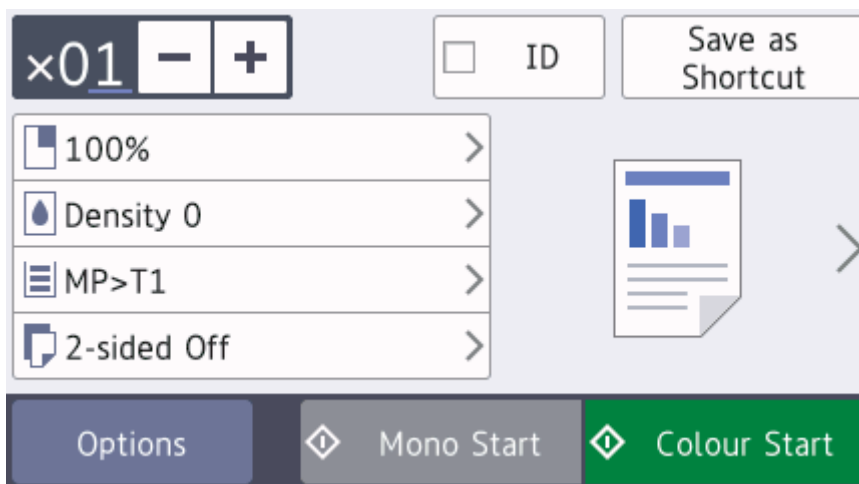 ×01 − +
ID
Save as
Shortcut
100%
Density 0
MP>T1
2-sided Off
Options
Mono Start
Colour Start